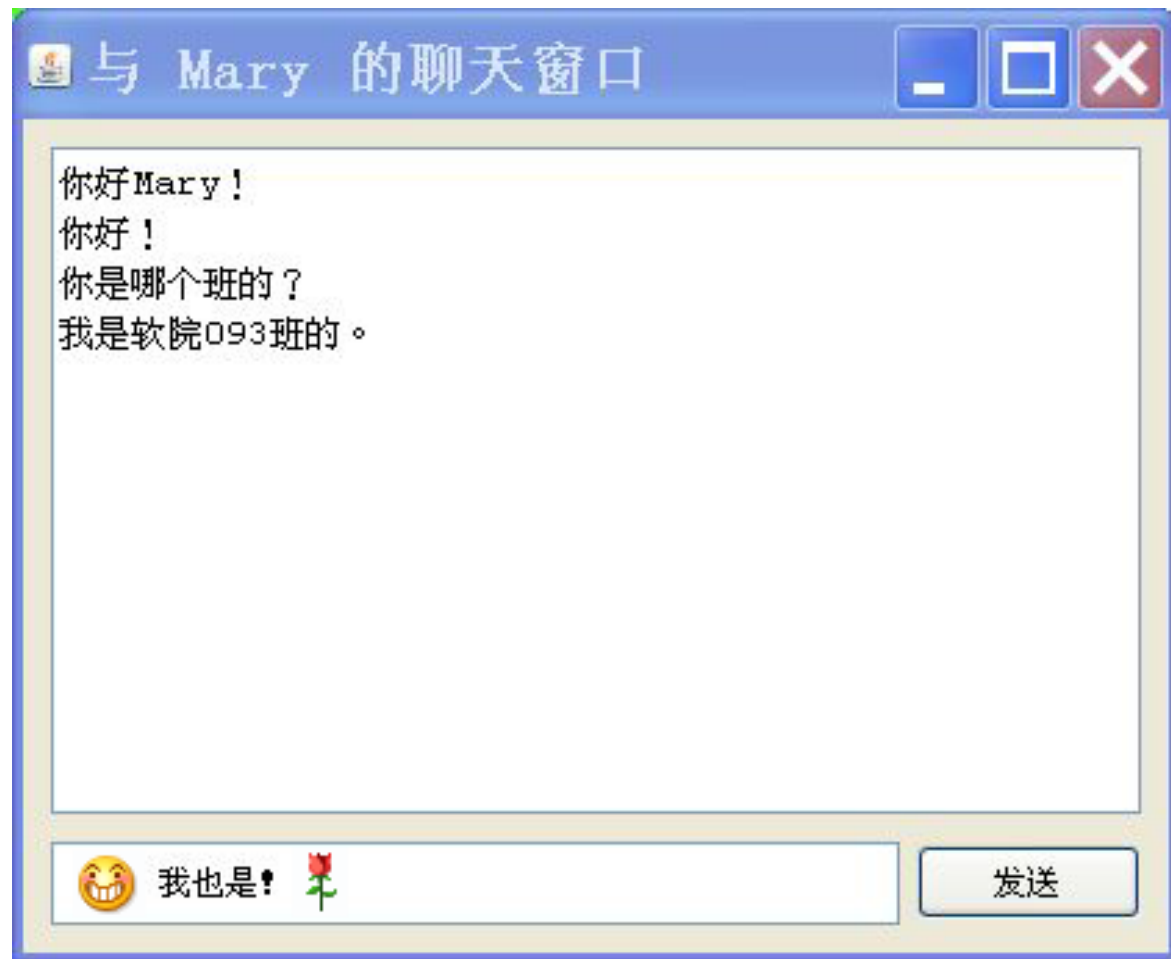 与 Mary 的聊天窗口
你好Mary！
你好！
你是哪个班的？
我是软院093班的。
我也是!
发送